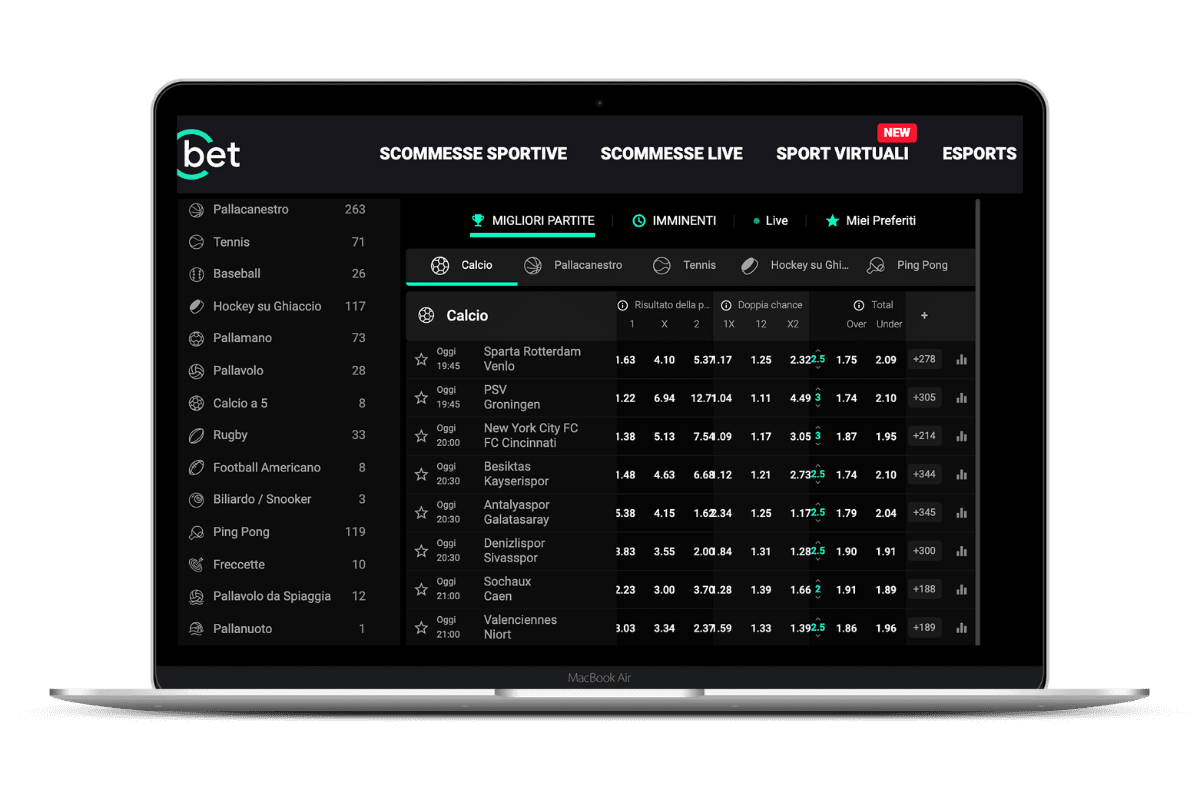 bet
NEW
SCOMMESSE SPORTIVE SCOMMESSE LIVE SPORT VIRTUALI ESPORTS
Pallacanestro 263
Tennis 71
Baseball 26
Hockey su Ghiaccio 117
Pallamano 73
Pallavolo 28
Calcio a 5 8
Rugby 33
Football Americano 8
Biliardo / Snooker 3
Ping Pong 119
Freccette 10
Pallavolo da Spiaggia 12
Pallanuoto 1
MIGLIORI PARTITE IMMINENTI Live Miei Preferiti
Calcio Pallacanestro Tennis Hockey su Ghi... Ping Pong
Calcio
Risultato della p... Doppia chance Total
1 X 2 1X 12 X2 Over Under +
Oggi 19:45
Sparta Rotterdam
Venlo
1.63 4.10 5.37 1.17 1.25 2.32 2.5 1.75 2.09 +278
Oggi 19:45
PSV
Groningen
1.22 6.94 12.71 1.04 1.11 4.49 3 1.74 2.10 +305
Oggi 20:00
New York City FC
FC Cincinnati
1.38 5.13 7.54 1.09 1.17 3.05 3 1.87 1.95 +214
Oggi 20:30
Besiktas
Kayserispor
1.48 4.63 6.68 1.12 1.21 2.73 2.5 1.74 2.10 +344
Oggi 20:30
Antalyaspor
Galatasaray
5.38 4.15 1.62 2.34 1.25 1.17 2.5 1.79 2.04 +345
Oggi 20:30
Denizlispor
Sivasspor
3.83 3.55 2.00 1.84 1.31 1.28 2.5 1.90 1.91 +300
Oggi 21:00
Sochaux
Caen
2.23 3.00 3.70 1.28 1.39 1.66 2 1.91 1.89 +188
Oggi 21:00
Valenciennes
Niort
3.03 3.34 2.37 1.59 1.33 1.39 2.5 1.86 1.96 +189
MacBook Air